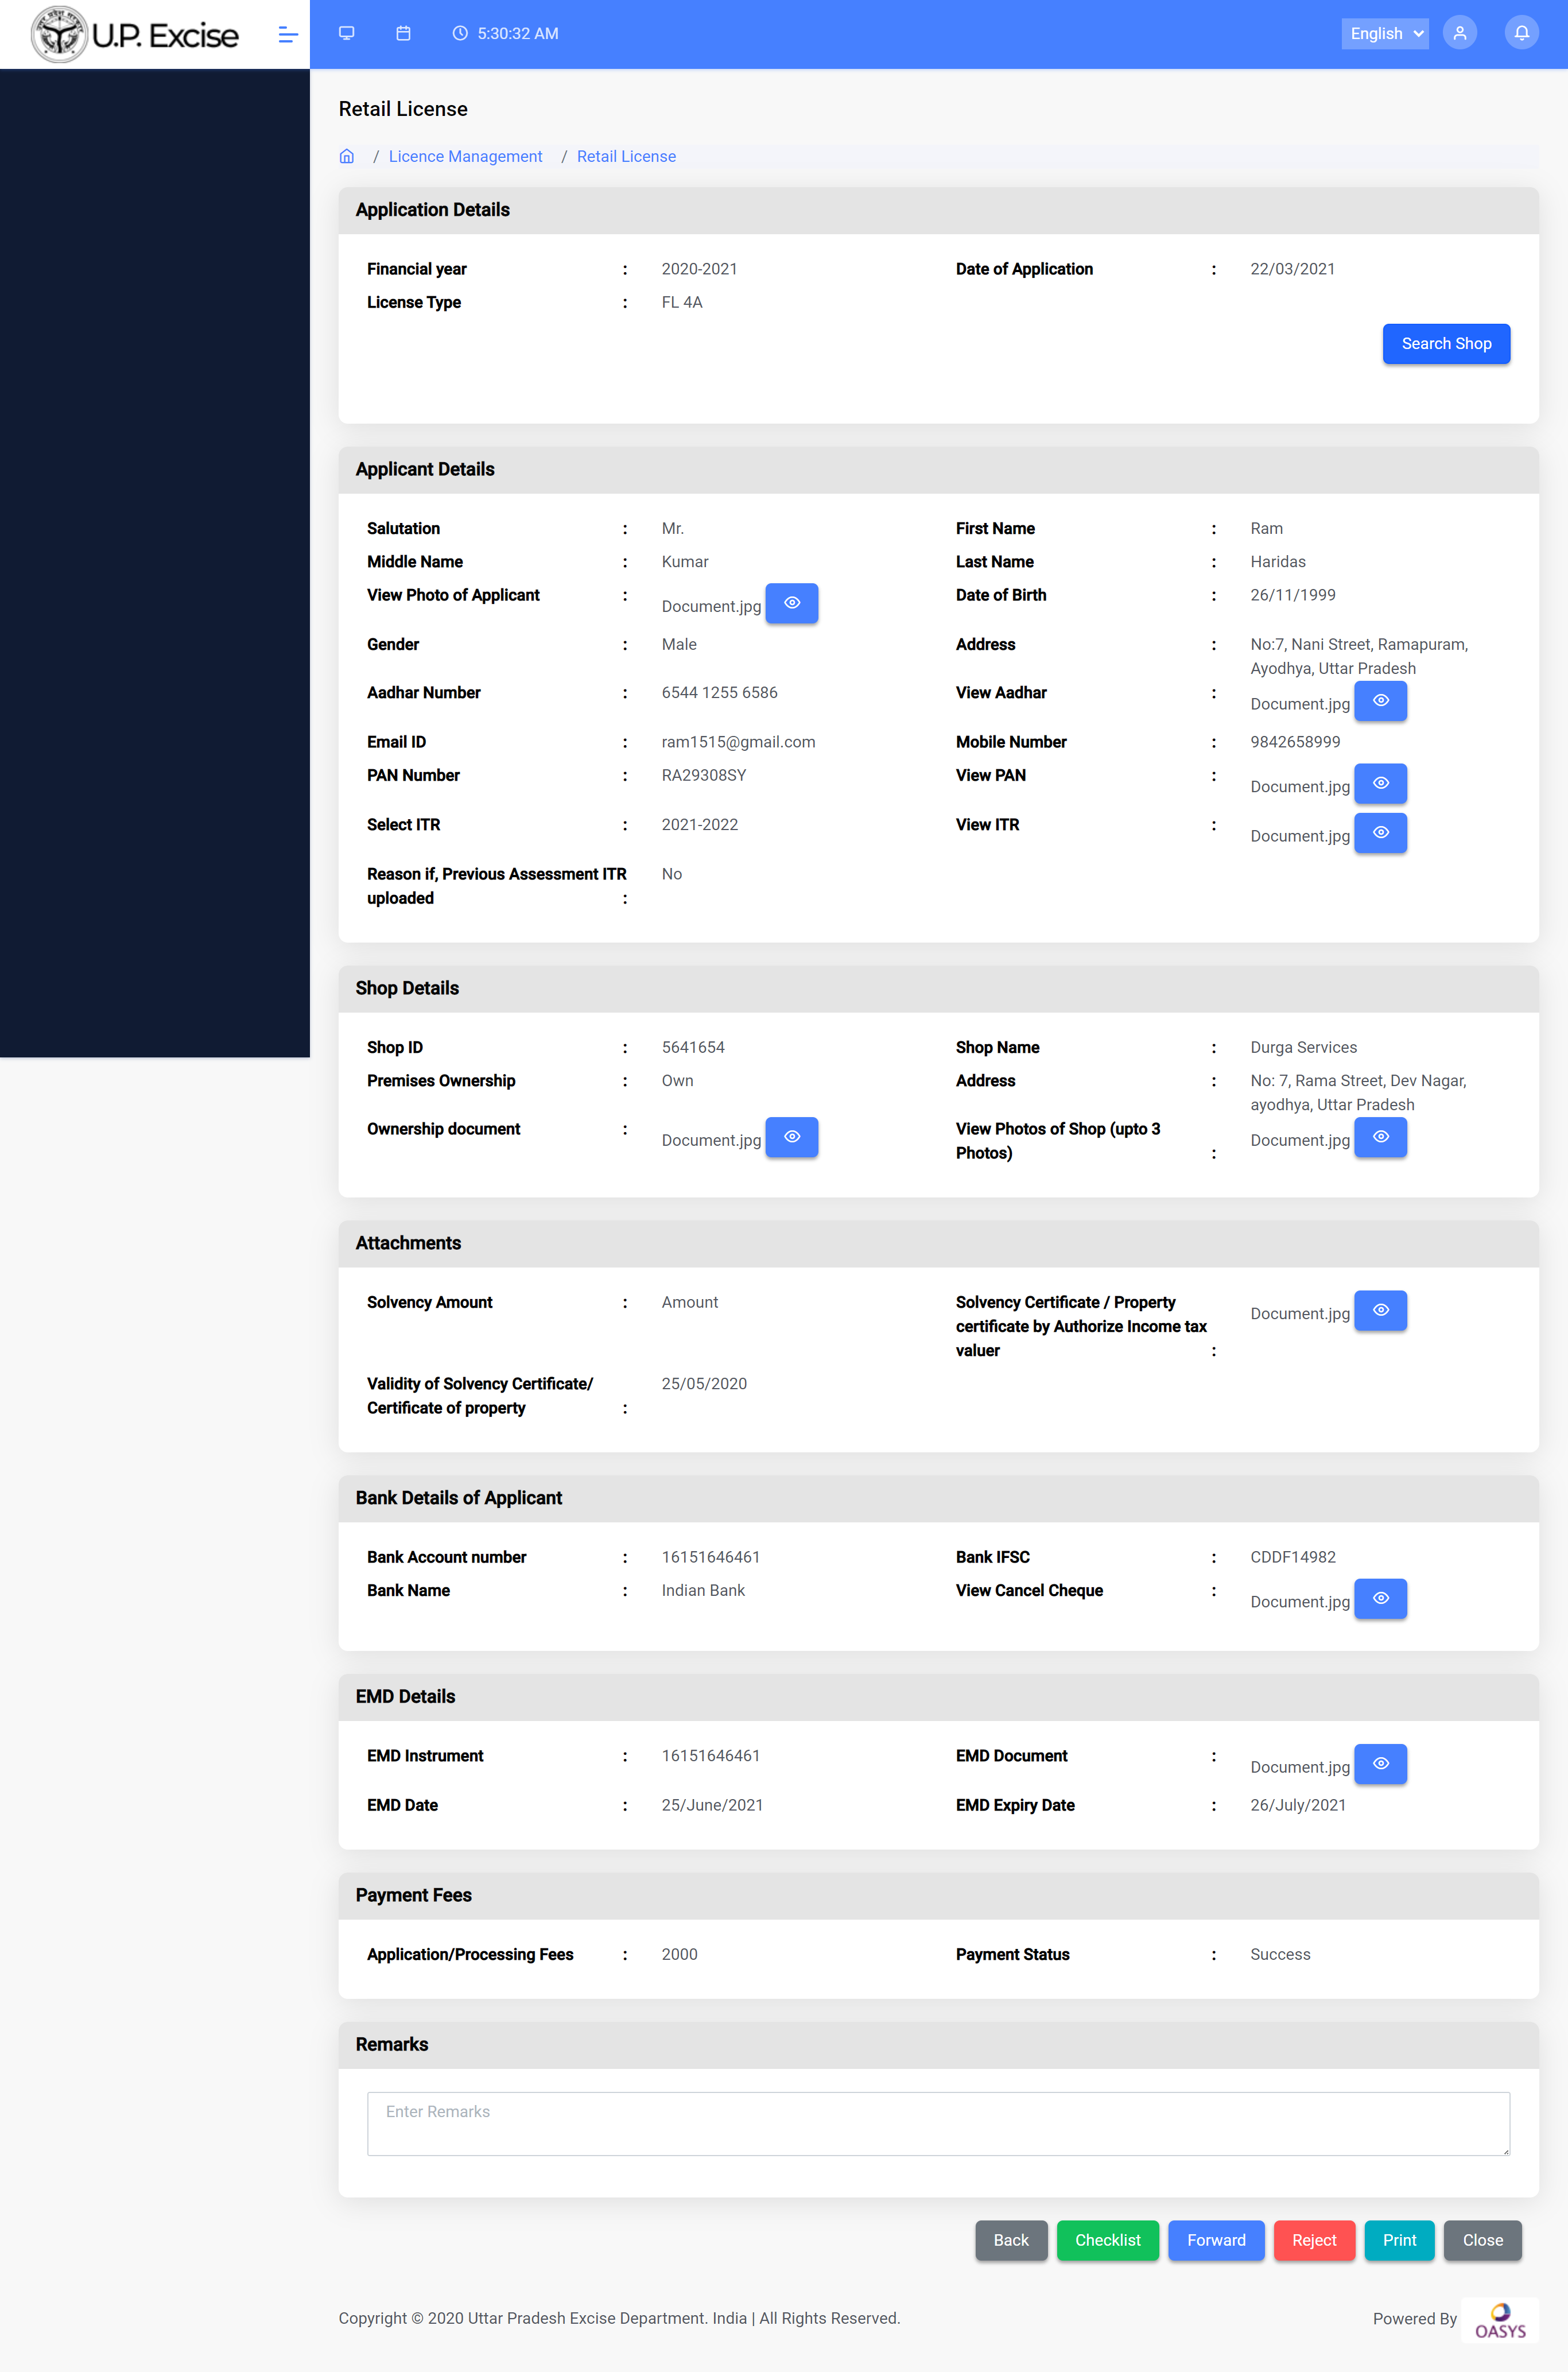 U.P. Excise
5:30:32 AM
English
Retail License
/ Licence Management / Retail License
Application Details
Financial year : 2020-2021 Date of Application : 22/03/2021
License Type : FL 4A
Search Shop
Applicant Details
Salutation : Mr. First Name : Ram
Middle Name : Kumar Last Name : Haridas
View Photo of Applicant : Document.jpg Date of Birth : 26/11/1999
Gender : Male Address : No:7, Nani Street, Ramapuram,
Ayodhya, Uttar Pradesh
Aadhar Number : 6544 1255 6586 View Aadhar : Document.jpg
Email ID : ram1515@gmail.com Mobile Number : 9842658999
PAN Number : RA29308SY View PAN : Document.jpg
Select ITR : 2021-2022 View ITR : Document.jpg
Reason if, Previous Assessment ITR No
uploaded :
Shop Details
Shop ID : 5641654 Shop Name : Durga Services
Premises Ownership : Own Address : No: 7, Rama Street, Dev Nagar,
ayodhya, Uttar Pradesh
Ownership document : Document.jpg View Photos of Shop (upto 3 Document.jpg
Photos) :
Attachments
Solvency Amount : Amount Solvency Certificate / Property Document.jpg
certificate by Authorize Income tax
valuer :
Validity of Solvency Certificate/ 25/05/2020
Certificate of property :
Bank Details of Applicant
Bank Account number : 16151646461 Bank IFSC : CDDF14982
Bank Name : Indian Bank View Cancel Cheque : Document.jpg
EMD Details
EMD Instrument : 16151646461 EMD Document : Document.jpg
EMD Date : 25/June/2021 EMD Expiry Date : 26/July/2021
Payment Fees
Application/Processing Fees : 2000 Payment Status : Success
Remarks
Enter Remarks
Back Checklist Forward Reject Print Close
Copyright © 2020 Uttar Pradesh Excise Department. India | All Rights Reserved. Powered By OASYS